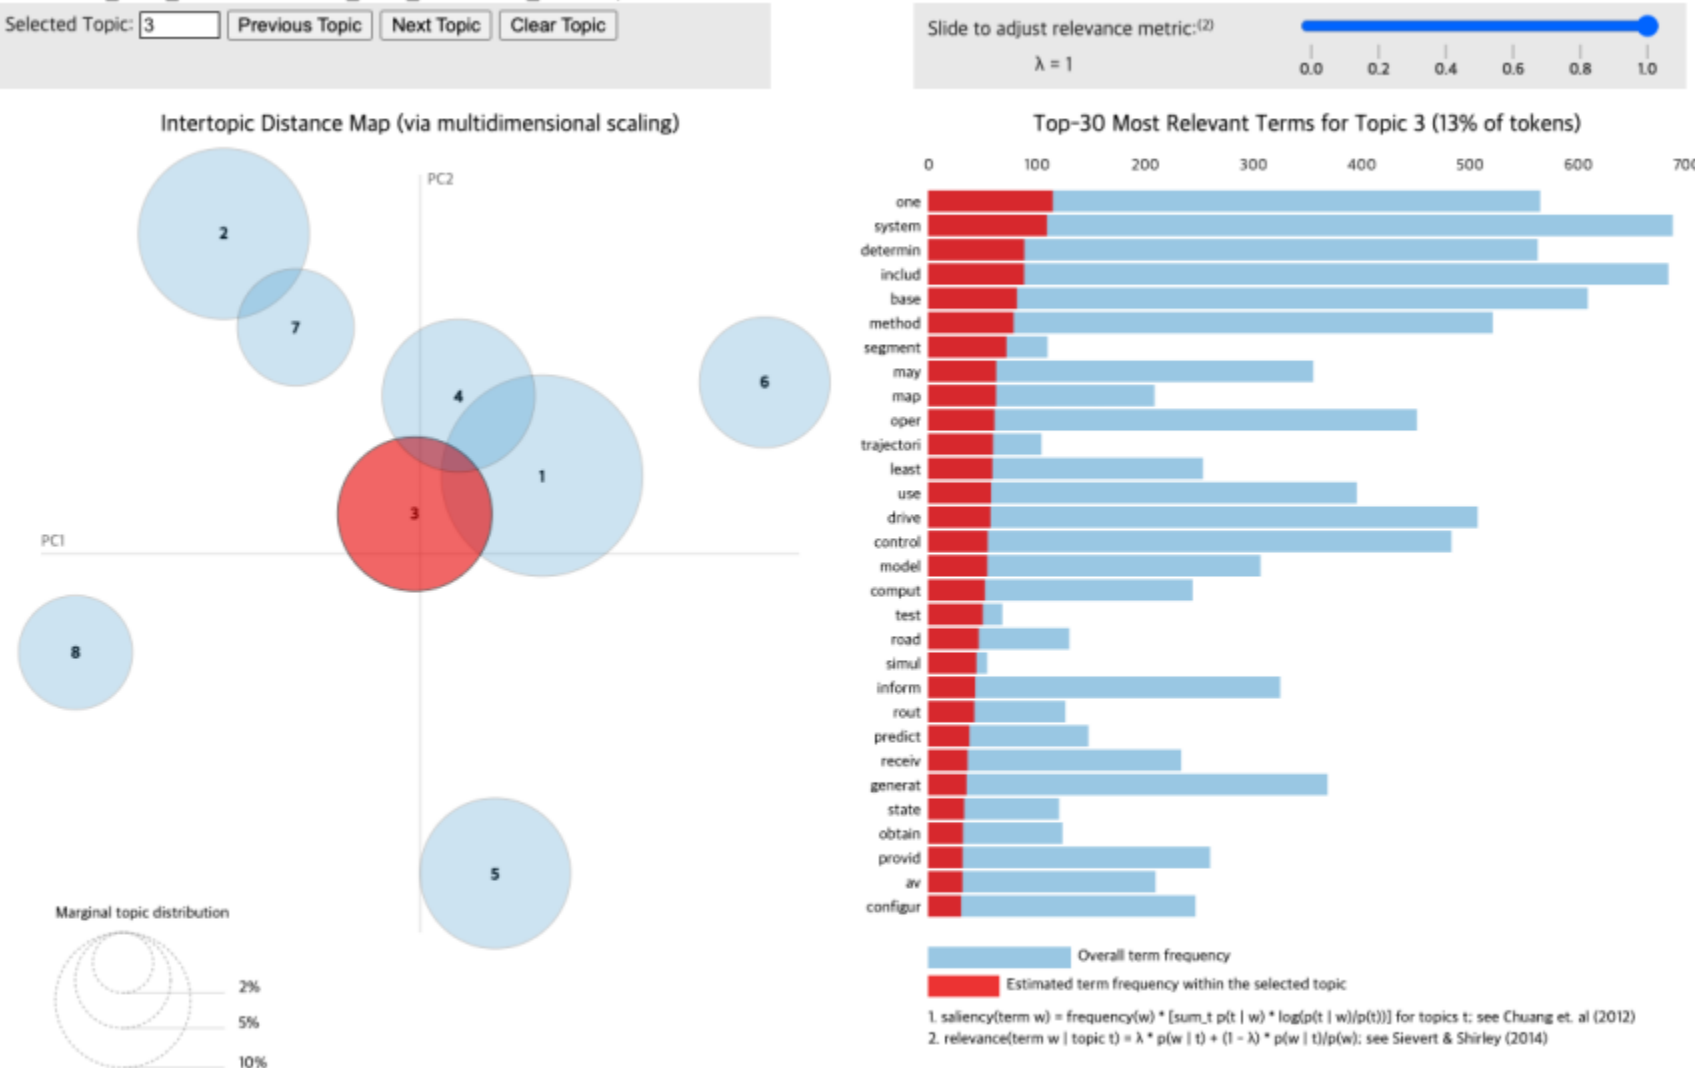 Selected Topic: 3 Previous Topic Next Topic Clear Topic
Slide to adjust relevance metric:(2)
λ = 1
0.0 0.2 0.4 0.6 0.8 1.0
Intertopic Distance Map (via multidimensional scaling)
PC2
PC1
2
7
4
6
1
3
8
5
Marginal topic distribution
2%
5%
10%
Top-30 Most Relevant Terms for Topic 3 (13% of tokens)
0 100 200 300 400 500 600 700
one
system
determin
includ
base
method
segment
may
map
oper
trajectori
least
use
drive
control
model
comput
test
road
simul
inform
rout
predict
receiv
generat
state
obtain
provid
av
configur
Overall term frequency
Estimated term frequency within the selected topic
1. saliency(term w) = frequency(w) * [sum_t p(t | w) * log(p(t | w)/p(t))] for topics t; see Chuang et. al (2012)
2. relevance(term w | topic t) = λ * p(w | t) + (1 - λ) * p(w | t)/p(w); see Sievert & Shirley (2014)